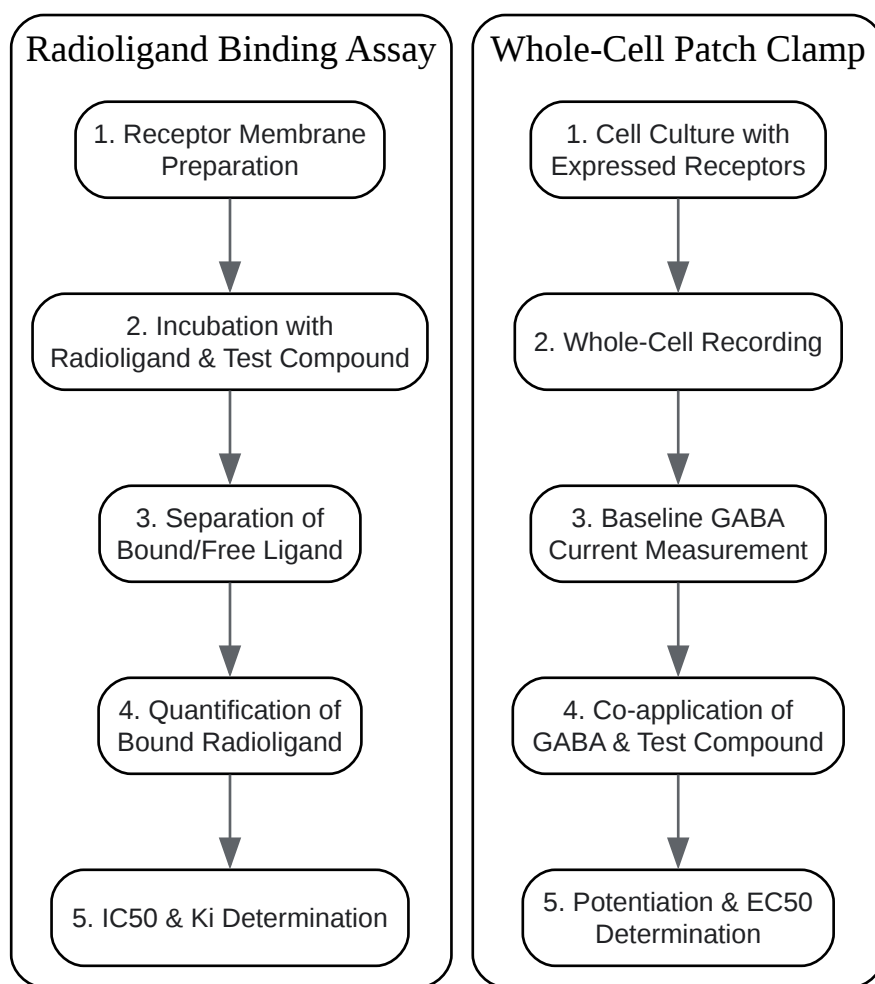 Radioligand Binding Assay
1. Receptor Membrane
Preparation
2. Incubation with
Radioligand & Test Compound
3. Separation of
Bound/Free Ligand
4. Quantification of
Bound Radioligand
5. IC50 & Ki Determination
Whole-Cell Patch Clamp
1. Cell Culture with
Expressed Receptors
2. Whole-Cell Recording
3. Baseline GABA
Current Measurement
4. Co-application of
GABA & Test Compound
5. Potentiation & EC50
Determination